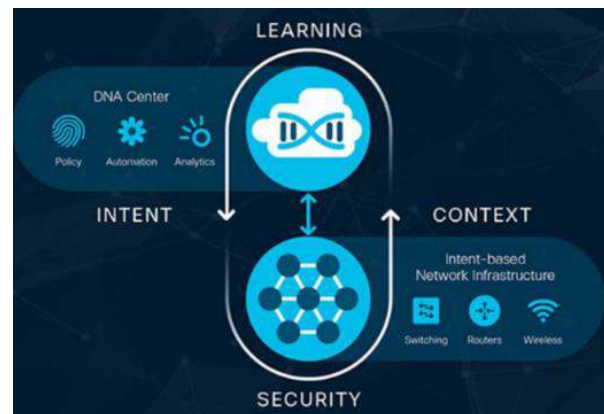 LEARNING
DNA Center
Policy Automation Analytics
INTENT
CONTEXT
Intent-based
Network Infrastructure
Switching Routers Wireless
SECURITY